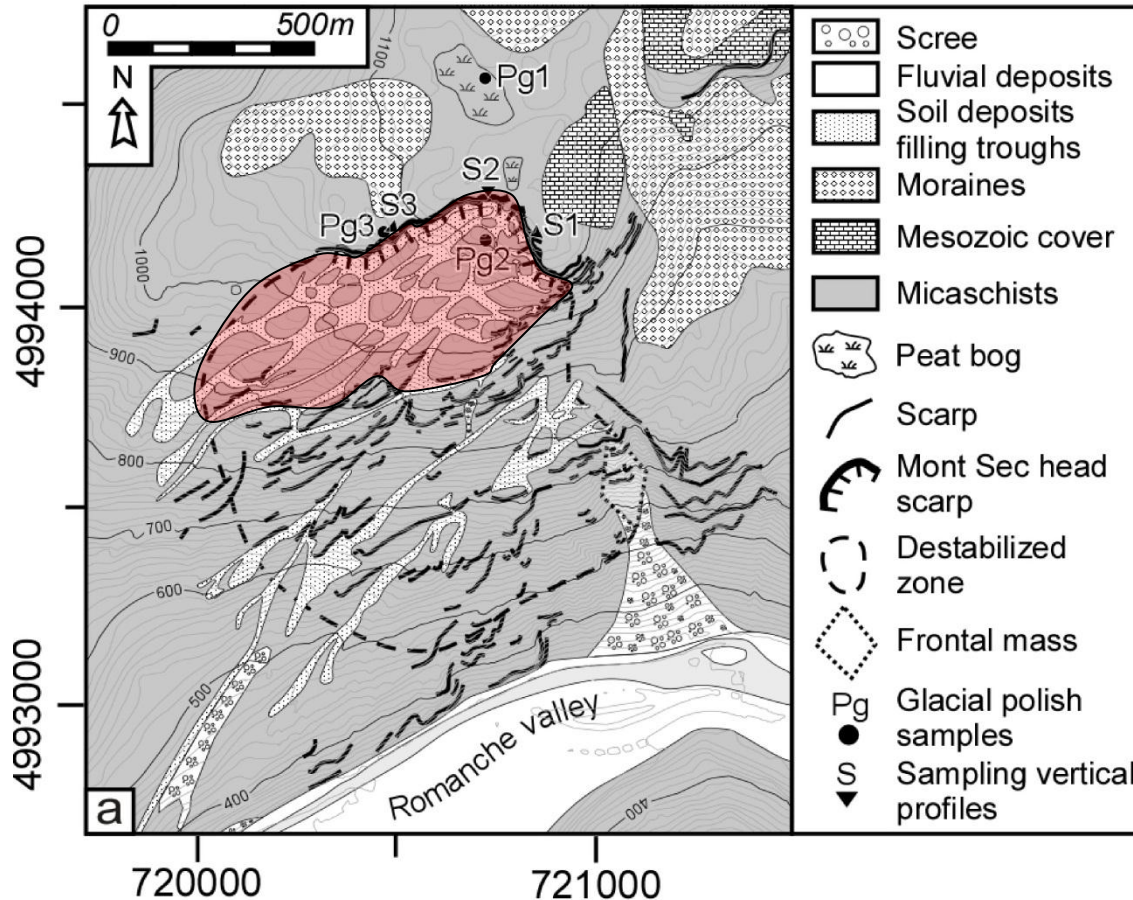 0 500m
N
1100
Pg1
S2
S3
Pg3
S1
Pg2
1000
900
800
700
600
500
400
400
Romanche valley
a
4994000
4993000
720000
721000
Scree
Fluvial deposits
Soil deposits
filling troughs
Moraines
Mesozoic cover
Micaschists
Peat bog
Scarp
Mont Sec head
scarp
Destabilized
zone
Frontal mass
Pg
Glacial polish
samples
S
Sampling vertical
profiles